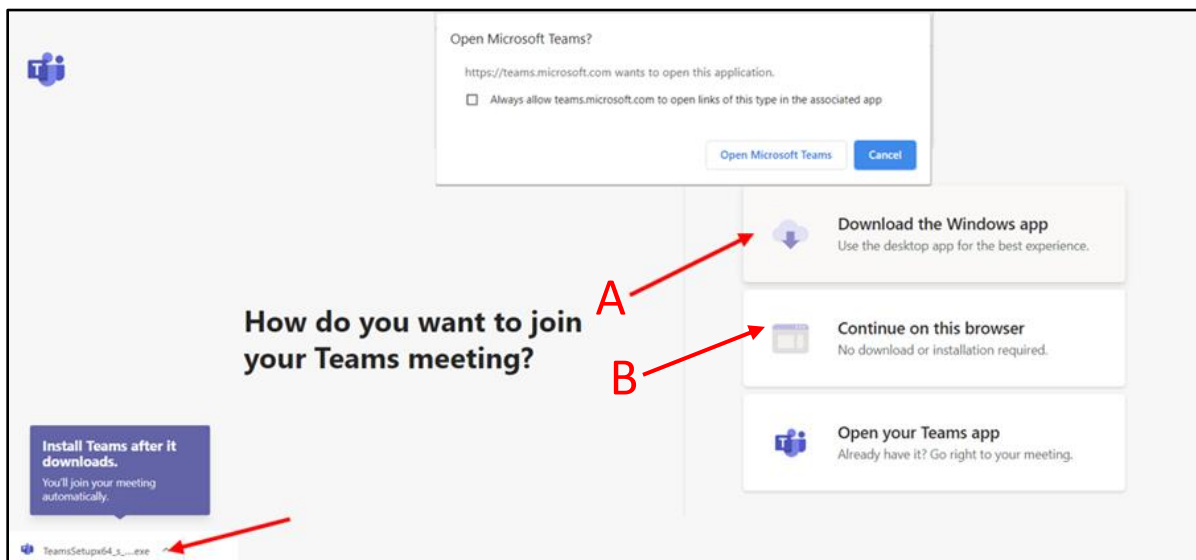 Open Microsoft Teams?
https://teams.microsoft.com wants to open this application.
Always allow teams.microsoft.com to open links of this type in the associated app
Open Microsoft Teams
Cancel
Download the Windows app
Use the desktop app for the best experience.
A
How do you want to join
your Teams meeting?
Continue on this browser
No download or installation required.
B
Open your Teams app
Already have it? Go right to your meeting.
Install Teams after it
downloads.
You'll join your meeting
automatically.
TeamsSetupx64_s_....exe